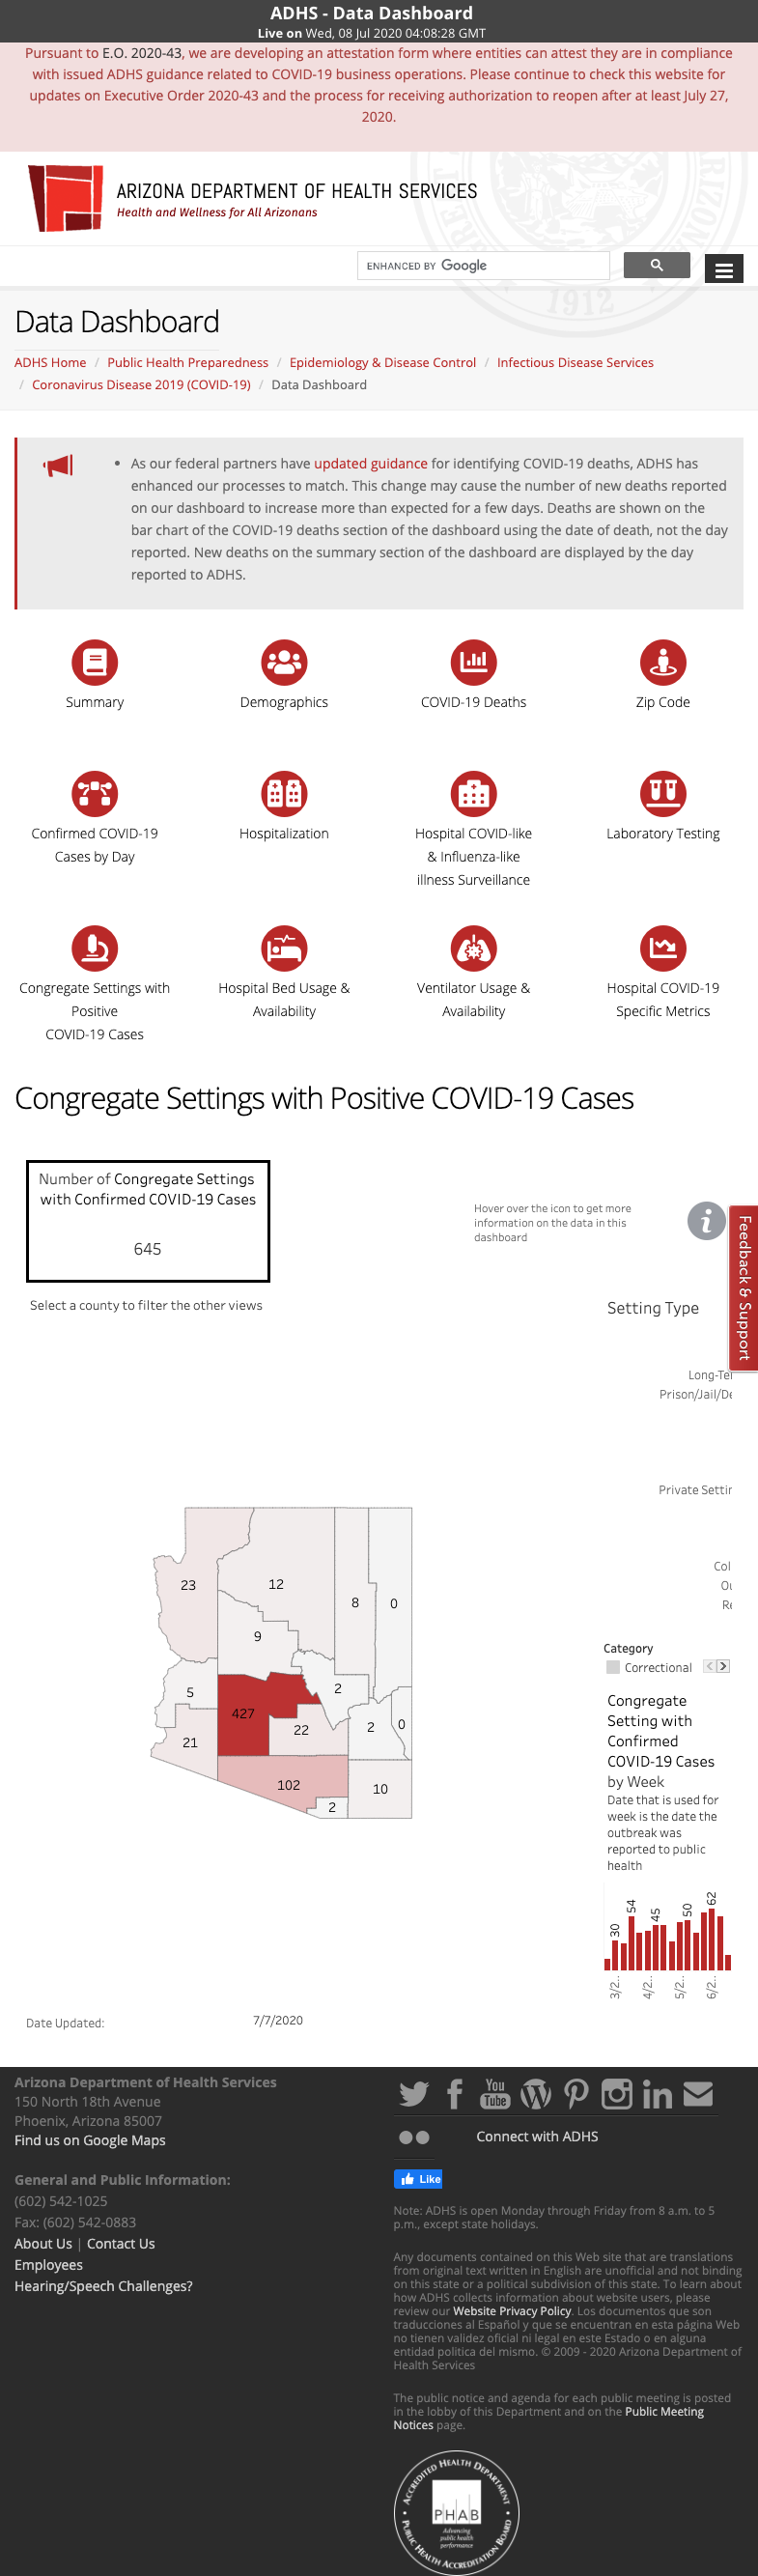 ADHS - Data Dashboard
Live on Wed, 08 Jul 2020 04:08:28 GMT
Pursuant to E.O. 2020-43, we are developing an attestation form where entities can attest they are in compliance
with issued ADHS guidance related to COVID-19 business operations. Please continue to check this website for
updates on Executive Order 2020-43 and the process for receiving authorization to reopen after at least July 27,
2020.
ARIZONA DEPARTMENT OF HEALTH SERVICES
Health and Wellness for All Arizonans
1912
ENHANCED BY Google
Data Dashboard
ADHS Home / Public Health Preparedness / Epidemiology & Disease Control / Infectious Disease Services
/ Coronavirus Disease 2019 (COVID-19) / Data Dashboard
• As our federal partners have updated guidance for identifying COVID-19 deaths, ADHS has
enhanced our processes to match. This change may cause the number of new deaths reported
on our dashboard to increase more than expected for a few days. Deaths are shown on the
bar chart of the COVID-19 deaths section of the dashboard using the date of death, not the day
reported. New deaths on the summary section of the dashboard are displayed by the day
reported to ADHS.
Summary
Demographics
COVID-19 Deaths
Zip Code
Confirmed COVID-19
Cases by Day
Hospitalization
Hospital COVID-like
& Influenza-like
illness Surveillance
Laboratory Testing
Congregate Settings with
Positive
COVID-19 Cases
Hospital Bed Usage &
Availability
Ventilator Usage &
Availability
Hospital COVID-19
Specific Metrics
Congregate Settings with Positive COVID-19 Cases
Number of Congregate Settings
with Confirmed COVID-19 Cases
645
Hover over the icon to get more
information on the data in this
dashboard
i
Feedback & Support
Select a county to filter the other views
Setting Type
Long-Te
Prison/Jail/De
Private Settin
Col
Ou
Re
23
12
8
0
9
5
2
427
22
2
0
21
102
10
2
Category
Correctional
Congregate
Setting with
Confirmed
COVID-19 Cases
by Week
Date that is used for
week is the date the
outbreak was
reported to public
health
30
54
45
50
62
3/2..
4/2..
5/2..
6/2..
Date Updated:
7/7/2020
Arizona Department of Health Services
150 North 18th Avenue
Phoenix, Arizona 85007
Find us on Google Maps
General and Public Information:
(602) 542-1025
Fax: (602) 542-0883
About Us | Contact Us
Employees
Hearing/Speech Challenges?
You Tube
Connect with ADHS
Like
Note: ADHS is open Monday through Friday from 8 a.m. to 5
p.m., except state holidays.
Any documents contained on this Web site that are translations
from original text written in English are unofficial and not binding
on this state or a political subdivision of this state. To learn about
how ADHS collects information about website users, please
review our Website Privacy Policy. Los documentos que son
traducciones al Español y que se encuentran en esta página Web
no tienen validez oficial ni legal en este Estado o en alguna
entidad politica del mismo. © 2009 - 2020 Arizona Department of
Health Services
The public notice and agenda for each public meeting is posted
in the lobby of this Department and on the Public Meeting
Notices page.
ACCREDITED HEALTH DEPARTMENT
PHAB
Advancing
public health
performance
PUBLIC HEALTH ACCREDITATION BOARD